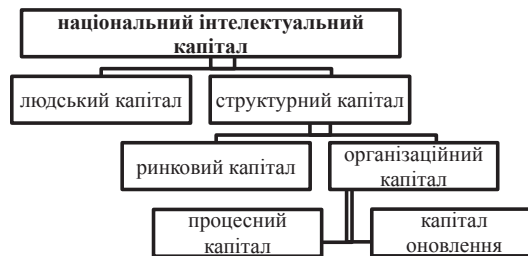 національний інтелектуальний
капітал
людський капітал
структурний капітал
ринковий капітал
організаційний
капітал
процесний
капітал
капітал
оновлення